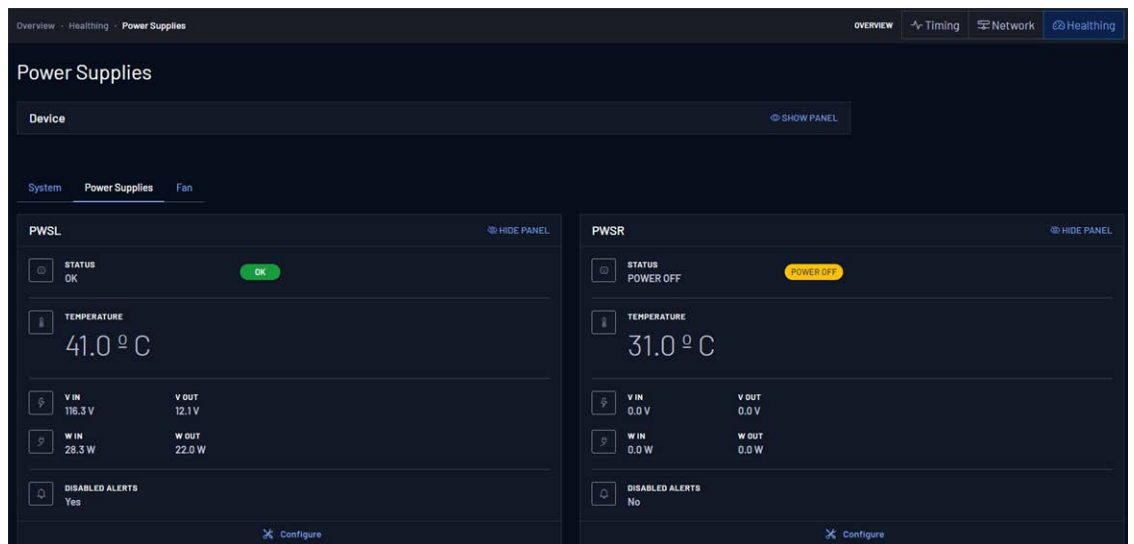 Overview · Healthing · Power Supplies
OVERVIEW Timing Network Healthing
Power Supplies
Device SHOW PANEL
System Power Supplies Fan
PWSL HIDE PANEL
STATUS
OK OK
TEMPERATURE
41.0 º C
V IN V OUT
116.3 V 12.1 V
W IN W OUT
28.3 W 22.0 W
DISABLED ALERTS
Yes
Configure
PWSR HIDE PANEL
STATUS
POWER OFF POWER OFF
TEMPERATURE
31.0 º C
V IN V OUT
0.0 V 0.0 V
W IN W OUT
0.0 W 0.0 W
DISABLED ALERTS
No
Configure